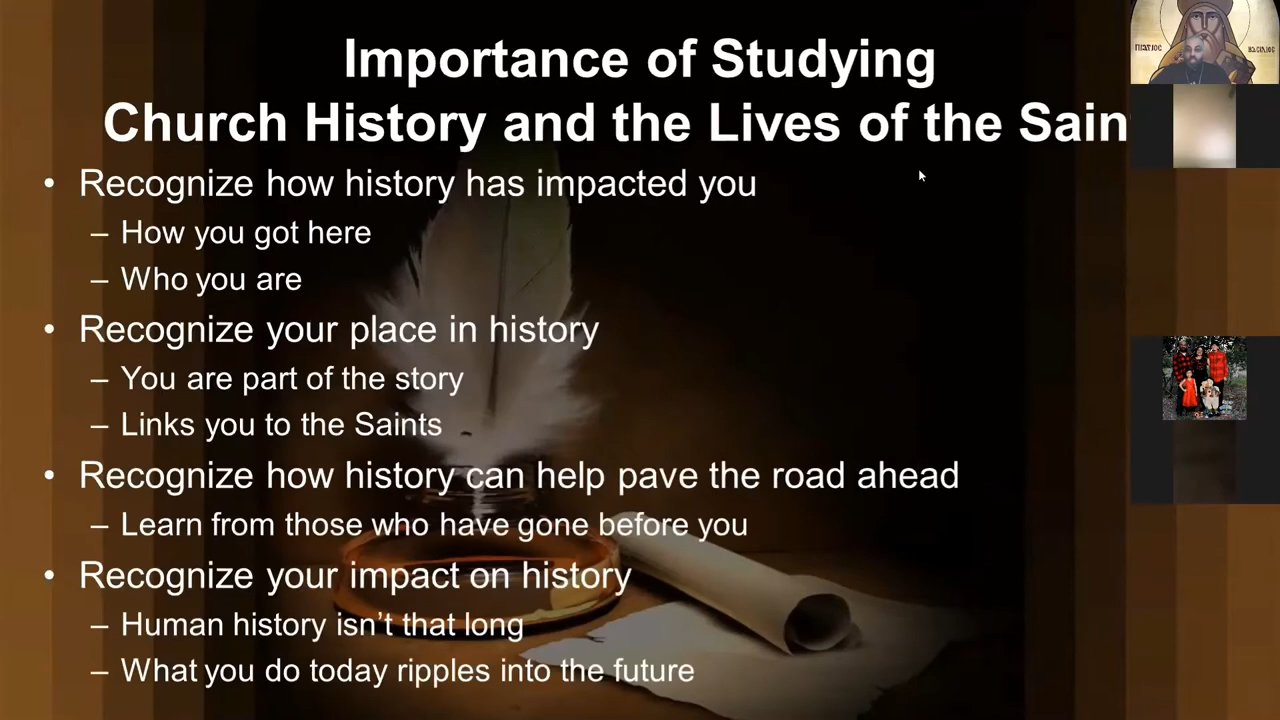 Importance of Studying
Church History and the Lives of the Sain
• Recognize how history has impacted you
– How you got here
– Who you are
• Recognize your place in history
– You are part of the story
– Links you to the Saints
• Recognize how history can help pave the road ahead
– Learn from those who have gone before you
• Recognize your impact on history
– Human history isn’t that long
– What you do today ripples into the future